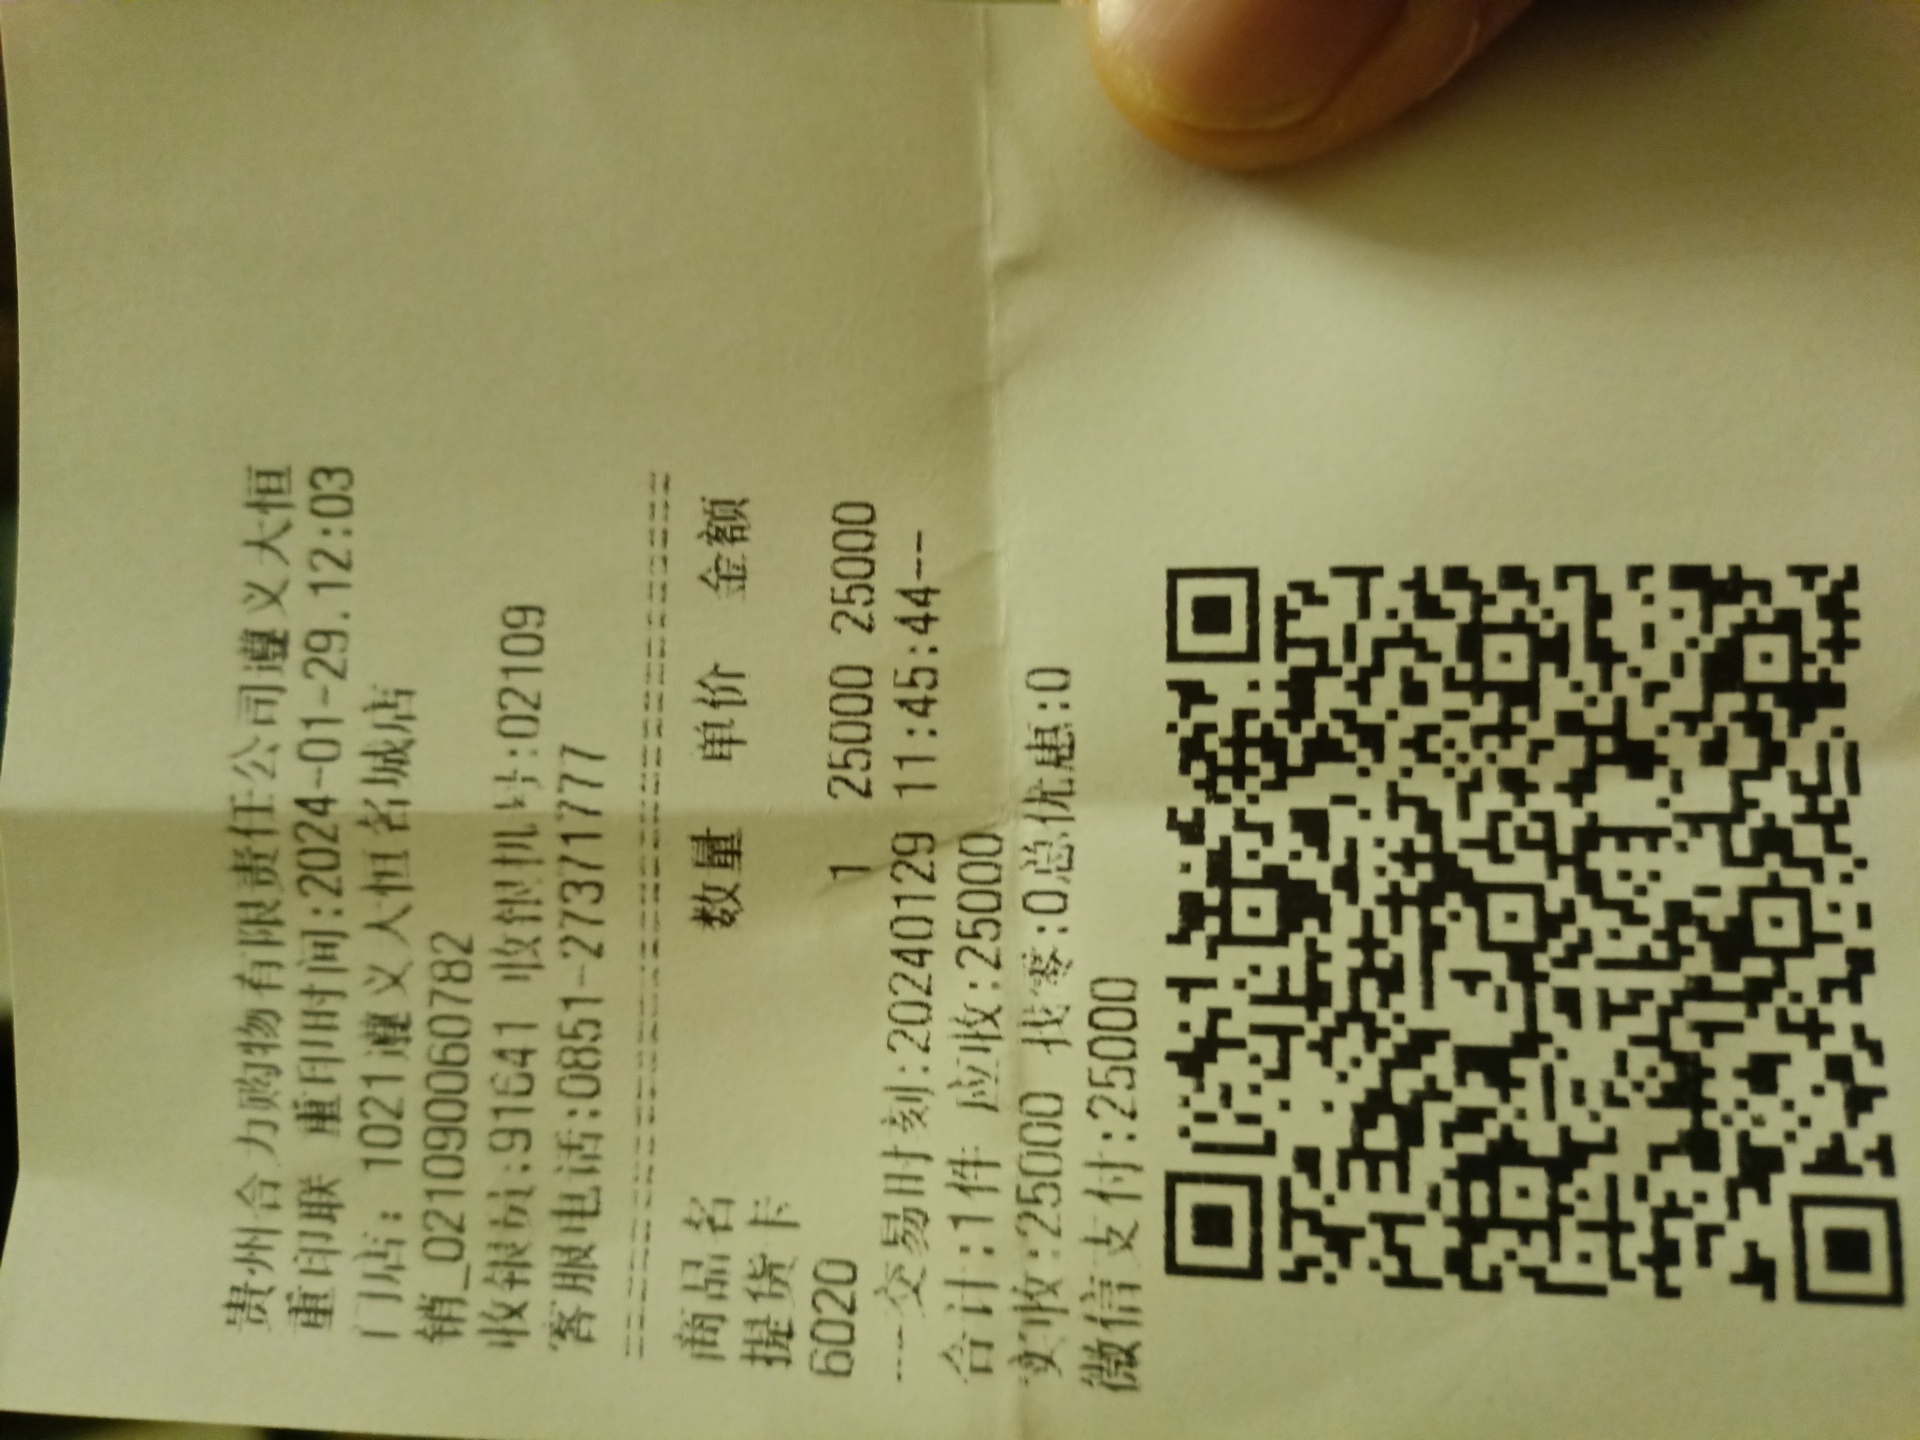 贵州合力购物有限责任公司遵义大恒
重印联 重印时间:2024-01-29.12:03
门店: 1021遵义大恒名城店
销_021090060782
收银员:91641 收银机号:02109
客服电话:0851-27371777
商品名 数量 单价 金额
提货卡
6020 1 25000 25000
---交易时刻:20240129 11:45:44--
合计:1件 应收:25000
实收:25000 找零:0总优惠:0
微信支付:25000